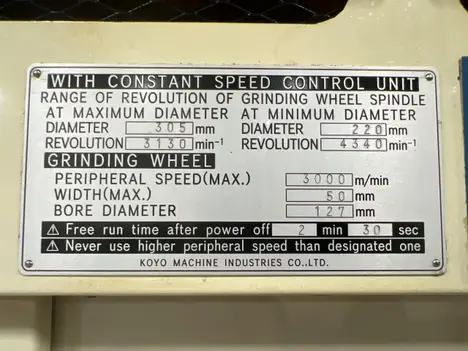 WITH CONSTANT SPEED CONTROL UNIT
RANGE OF REVOLUTION OF GRINDING WHEEL SPINDLE
AT MAXIMUM DIAMETER AT MINIMUM DIAMETER
DIAMETER 305 mm DIAMETER 220 mm
REVOLUTION 3130 min⁻¹ REVOLUTION 4340 min⁻¹
GRINDING WHEEL
PERIPHERAL SPEED(MAX.) 3000 m/min
WIDTH(MAX.) 50 mm
BORE DIAMETER 127 mm
⚠ Free run time after power off 2 min 30 sec
⚠ Never use higher peripheral speed than designated one
KOYO MACHINE INDUSTRIES CO.,LTD.